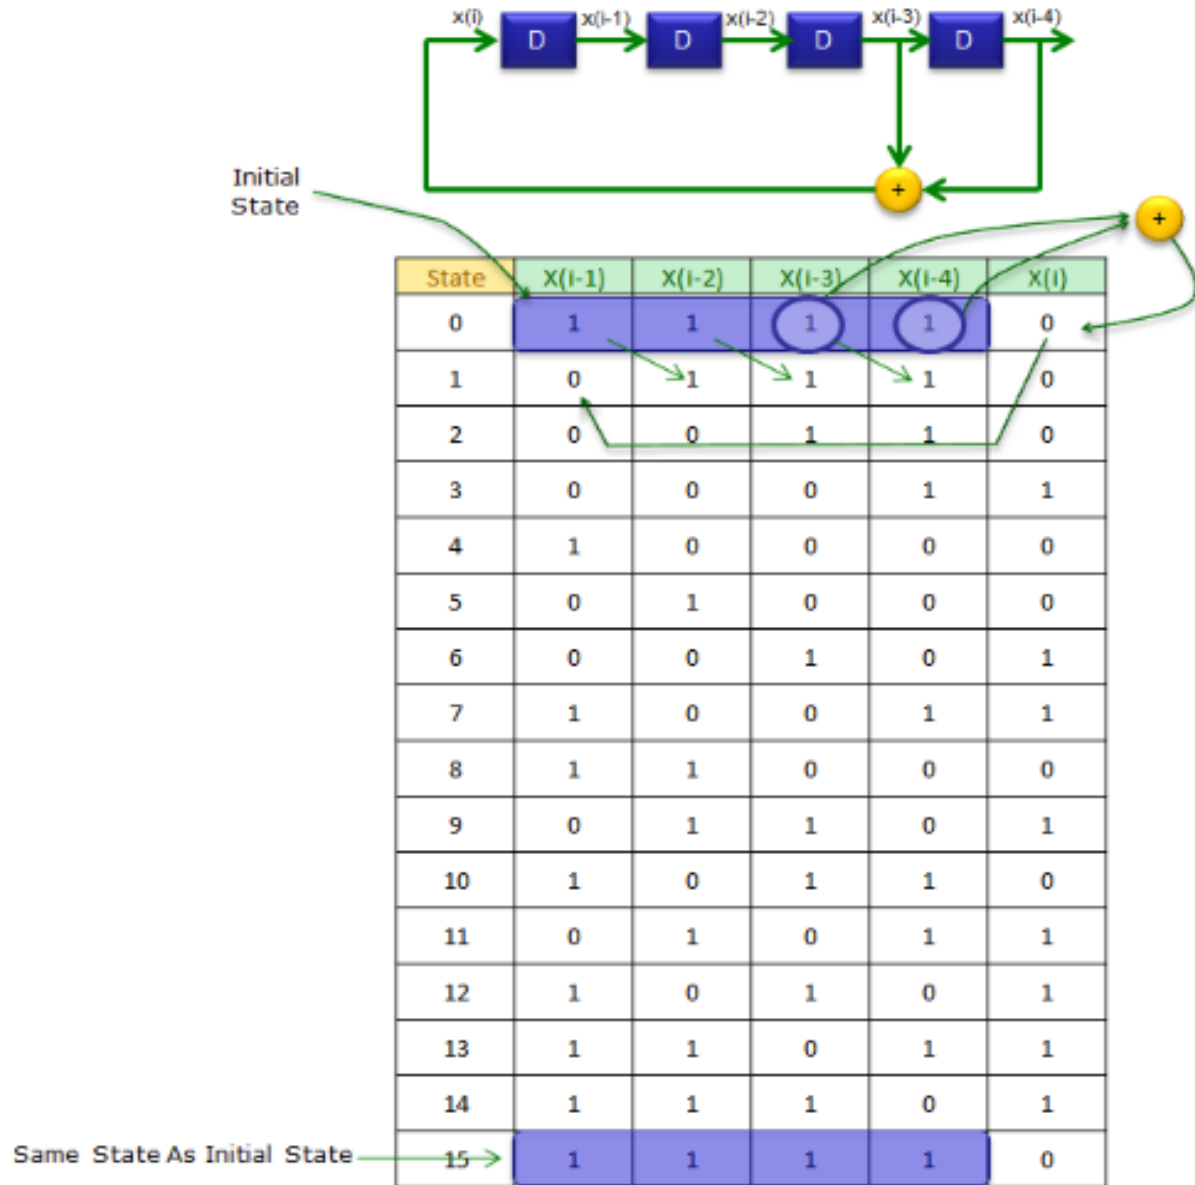 x(i) x(i-1) x(i-2) x(i-3) x(i-4)
D D D D
+
Initial
State
+
State X(i-1) X(i-2) X(i-3) X(i-4) X(i)
0 1 1 1 1 0
1 0 1 1 1 0
2 0 0 1 1 0
3 0 0 0 1 1
4 1 0 0 0 0
5 0 1 0 0 0
6 0 0 1 0 1
7 1 0 0 1 1
8 1 1 0 0 0
9 0 1 1 0 1
10 1 0 1 1 0
11 0 1 0 1 1
12 1 0 1 0 1
13 1 1 0 1 1
14 1 1 1 0 1
Same State As Initial State 15 1 1 1 1 0